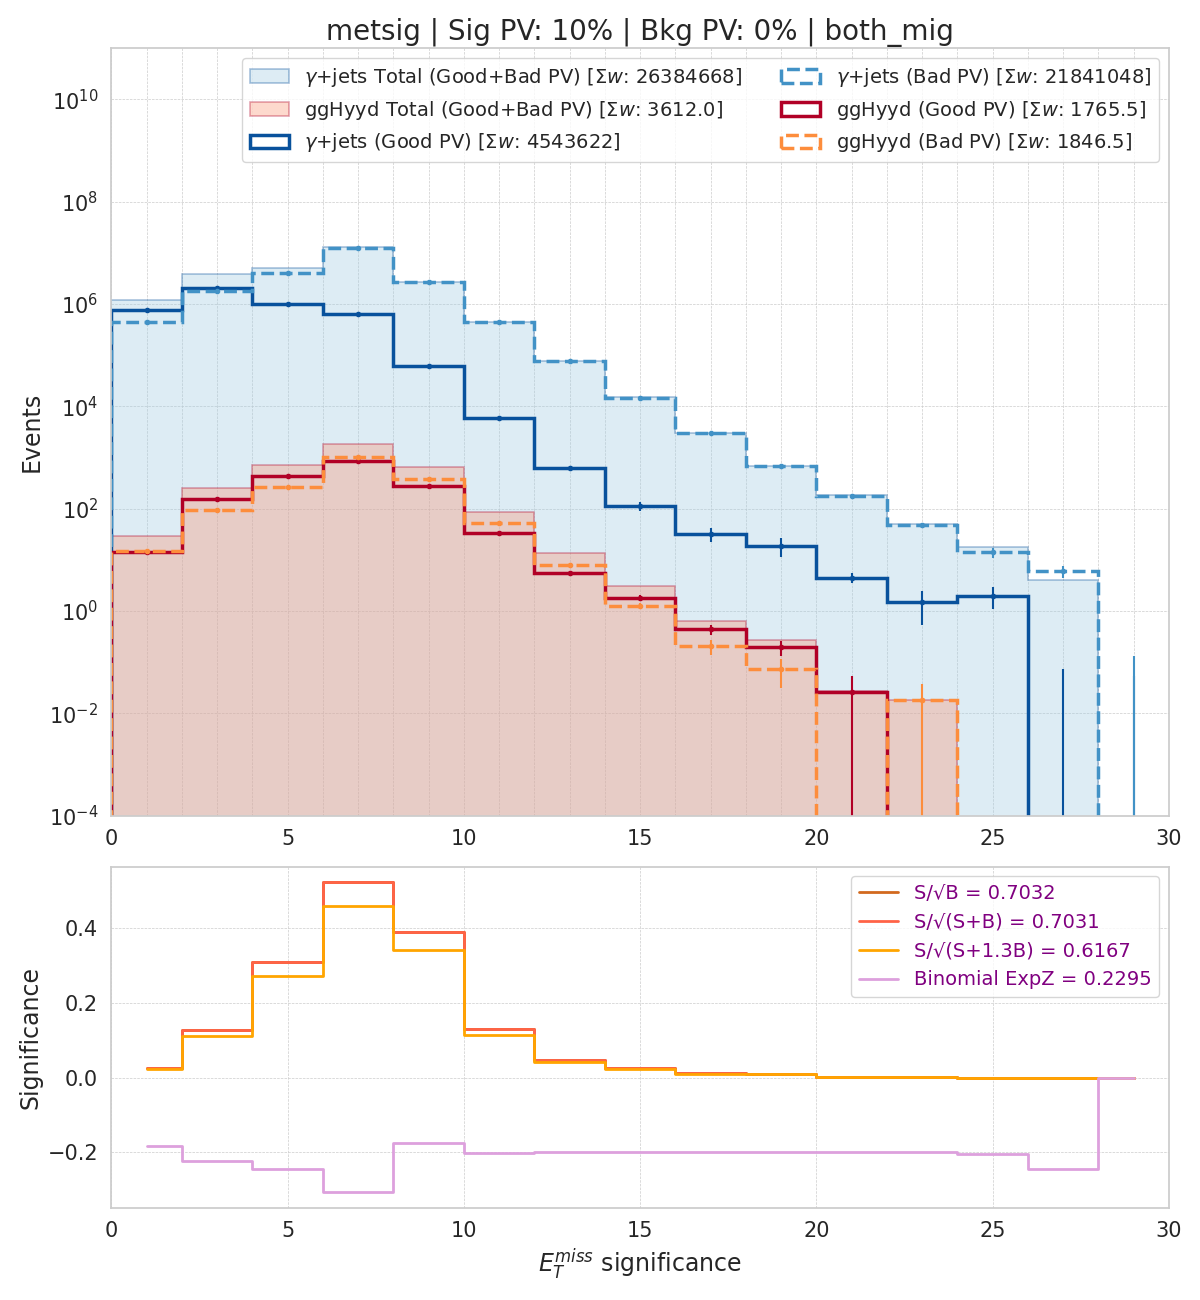 metsig | Sig PV: 10% | Bkg PV: 0% | both_mig
γ+jets Total (Good+Bad PV) [Σw: 26384668]
ggHyyd Total (Good+Bad PV) [Σw: 3612.0]
γ+jets (Good PV) [Σw: 4543622]
γ+jets (Bad PV) [Σw: 21841048]
ggHyyd (Good PV) [Σw: 1765.5]
ggHyyd (Bad PV) [Σw: 1846.5]
Events
10^10
10^8
10^6
10^4
10^2
10^0
10^−2
10^−4
0 5 10 15 20 25 30
S/√B = 0.7032
S/√(S+B) = 0.7031
S/√(S+1.3B) = 0.6167
Binomial ExpZ = 0.2295
Significance
0.4
0.2
0.0
−0.2
0 5 10 15 20 25 30
E_T^miss significance